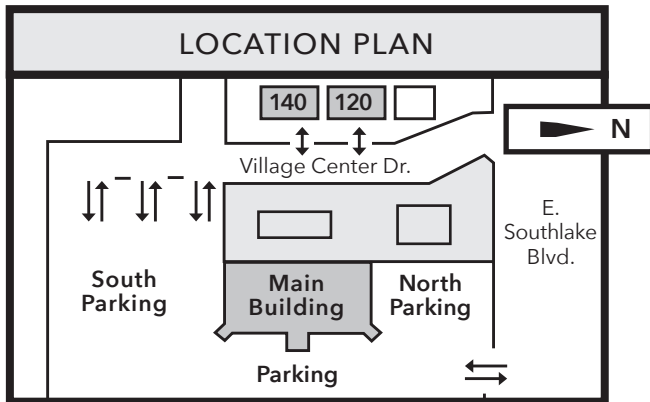 LOCATION PLAN
140
120
N
Village Center Dr.
E.
Southlake
Blvd.
South
Parking
Main
Building
North
Parking
Parking